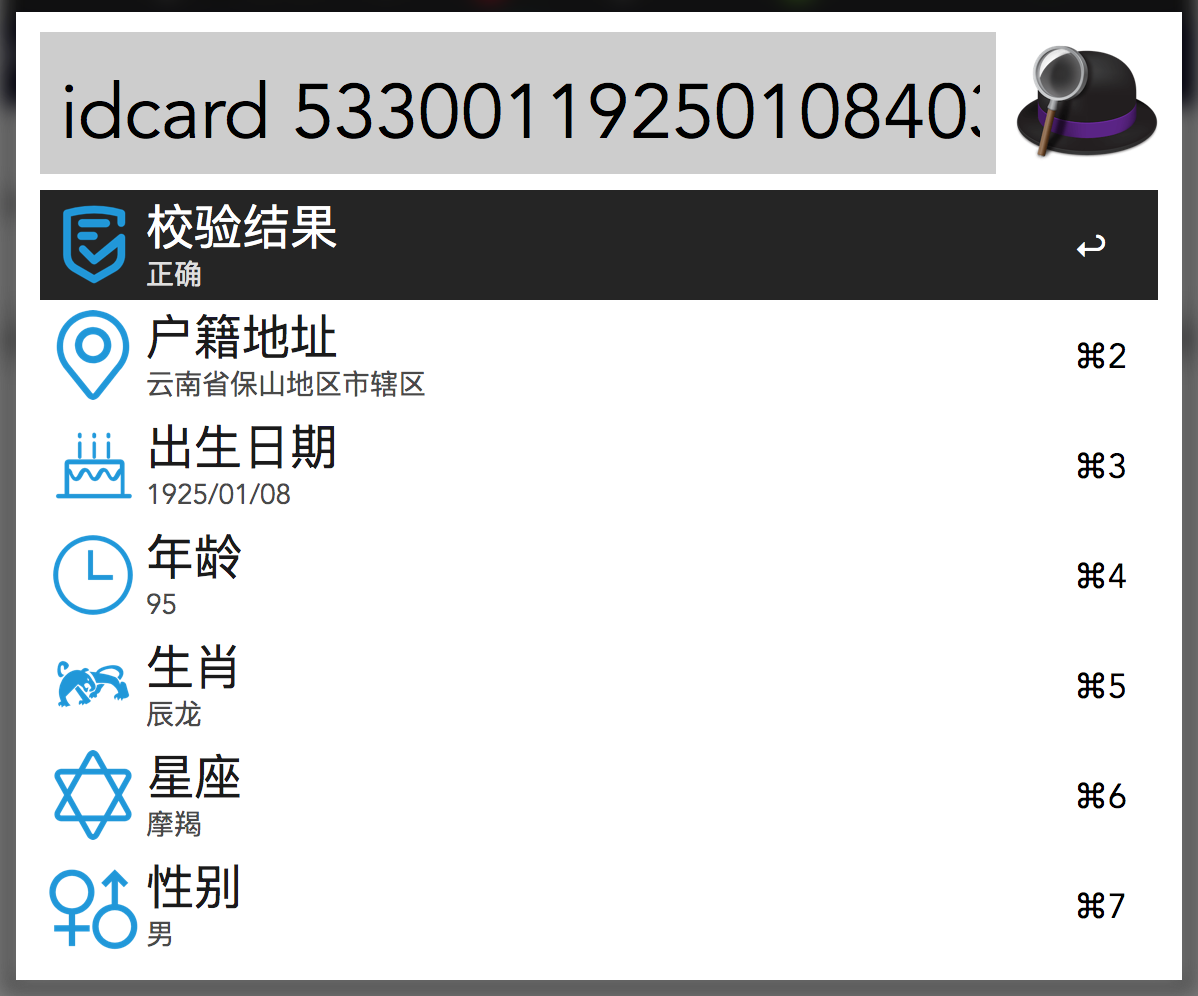 idcard 53300119250108403
校验结果
正确
户籍地址
云南省保山地区市辖区
⌘2
出生日期
1925/01/08
⌘3
年龄
95
⌘4
生肖
辰龙
⌘5
星座
摩羯
⌘6
性别
男
⌘7